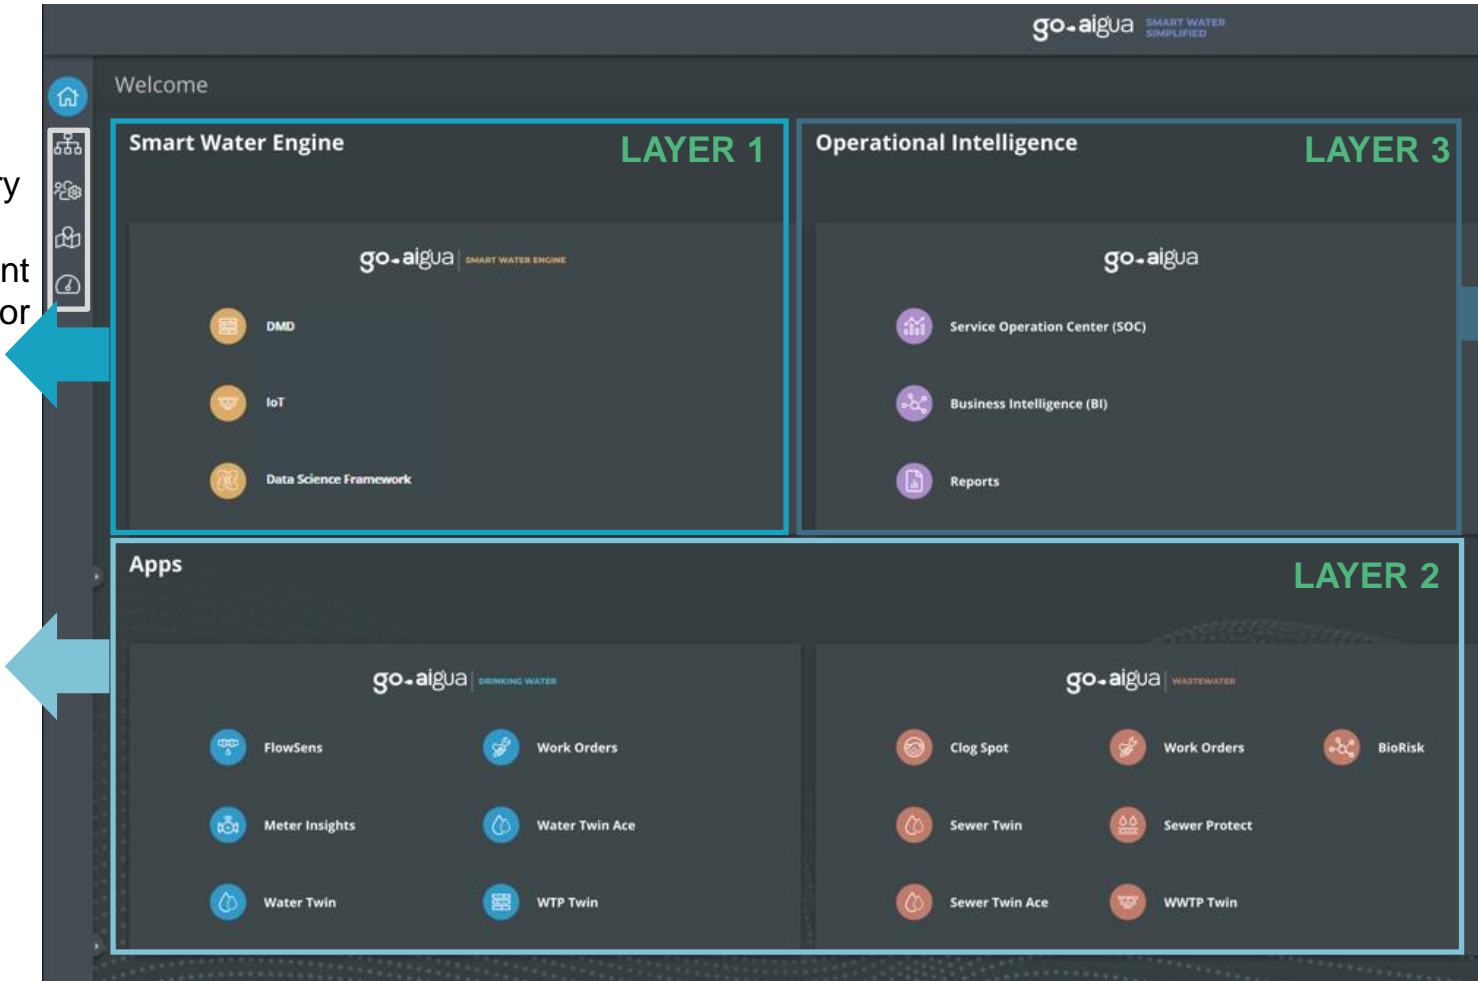 go·aigua SMART WATER
SIMPLIFIED
Welcome
Smart Water Engine
LAYER 1
Operational Intelligence
LAYER 3
ry
nt
or
go·aigua SMART WATER ENGINE
DMD
IoT
Data Science Framework
go·aigua
Service Operation Center (SOC)
Business Intelligence (BI)
Reports
Apps
LAYER 2
go·aigua DRINKING WATER
FlowSens
Work Orders
Meter Insights
Water Twin Ace
Water Twin
WTP Twin
go·aigua WASTEWATER
Clog Spot
Work Orders
BioRisk
Sewer Twin
Sewer Protect
Sewer Twin Ace
WWTP Twin